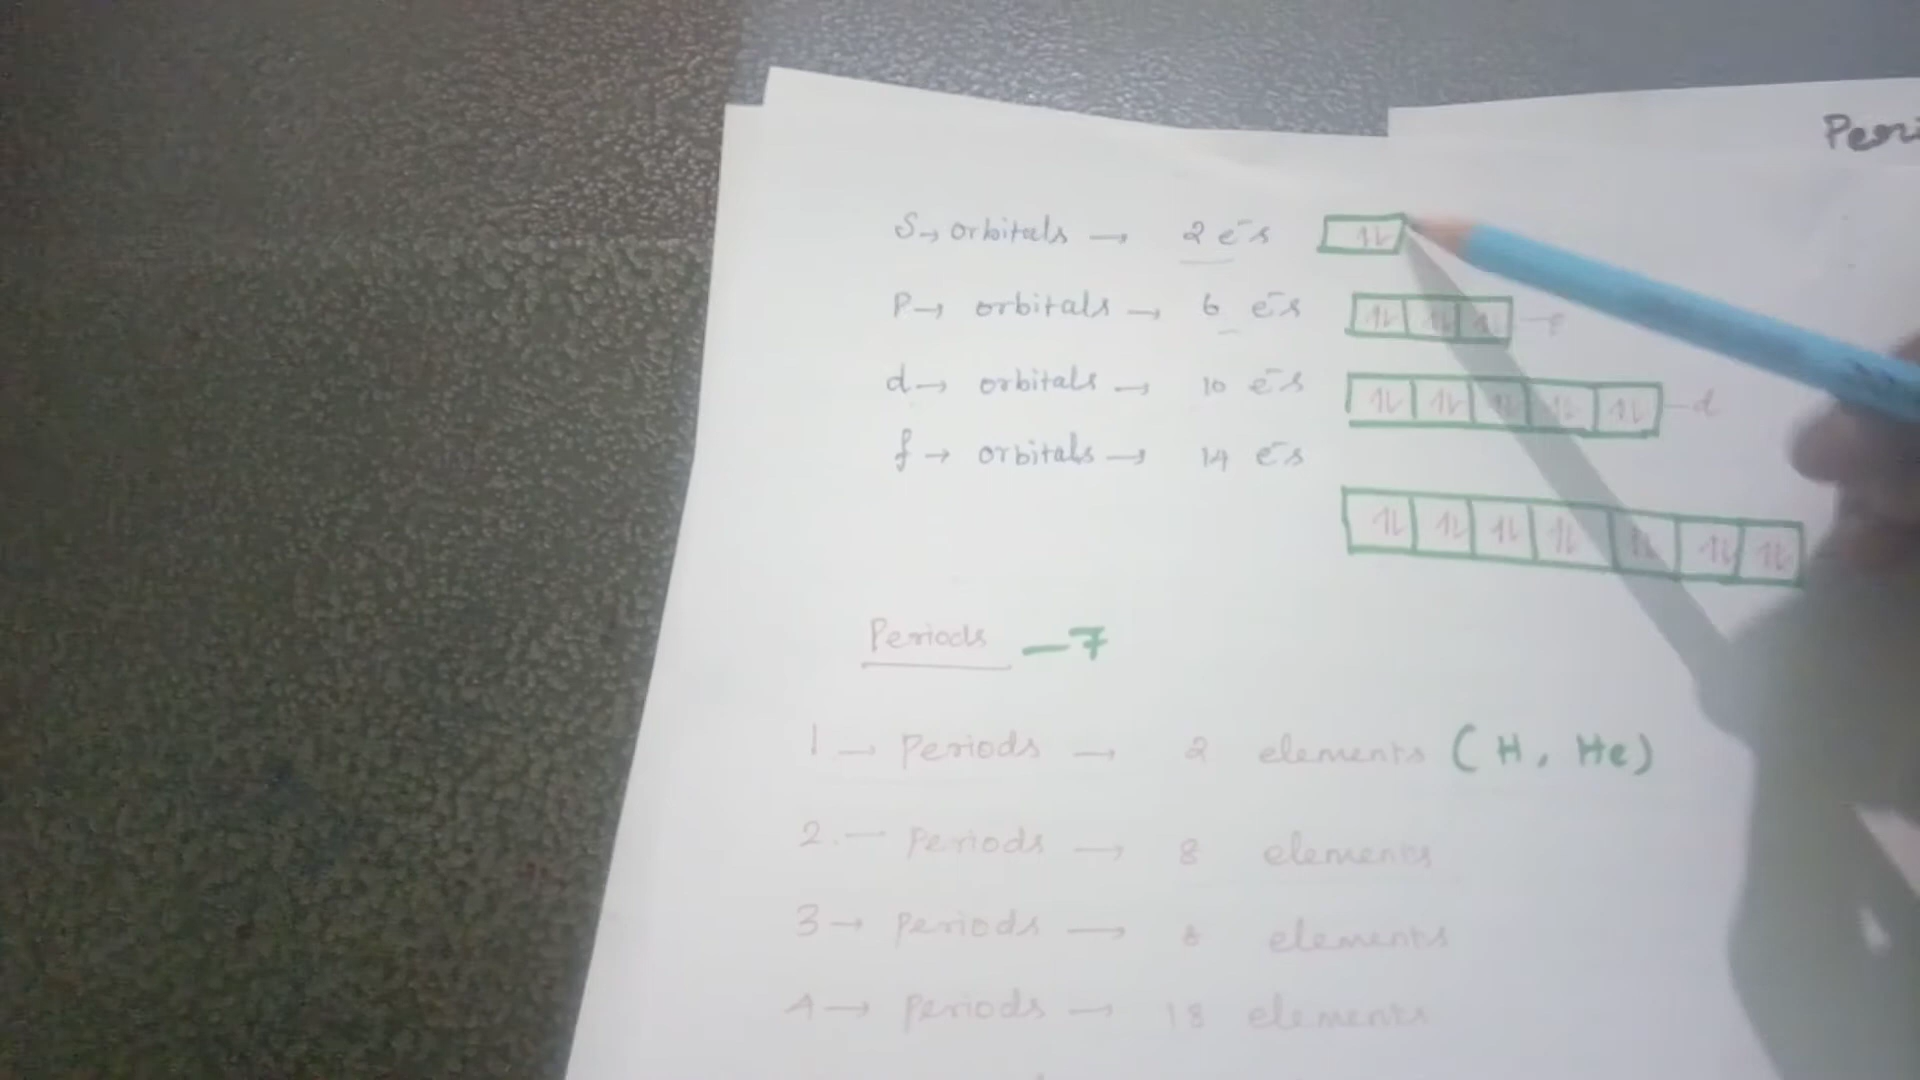 Peri
S→ orbitals → 2 e⁻s ⇅
P→ orbitals → 6 e⁻s ⇅ ⇅ ⇅
d→ orbitals → 10 e⁻s ⇅ ⇅ ⇅ ⇅ ⇅ — d
f → orbitals → 14 e⁻s
⇅ ⇅ ⇅ ⇅ ⇅ ⇅ ⇅
Periods — 7
1 → Periods → 2 elements (H, He)
2. — Periods → 8 elements
3 → Periods → 8 elements
4 → Periods → 18 elements